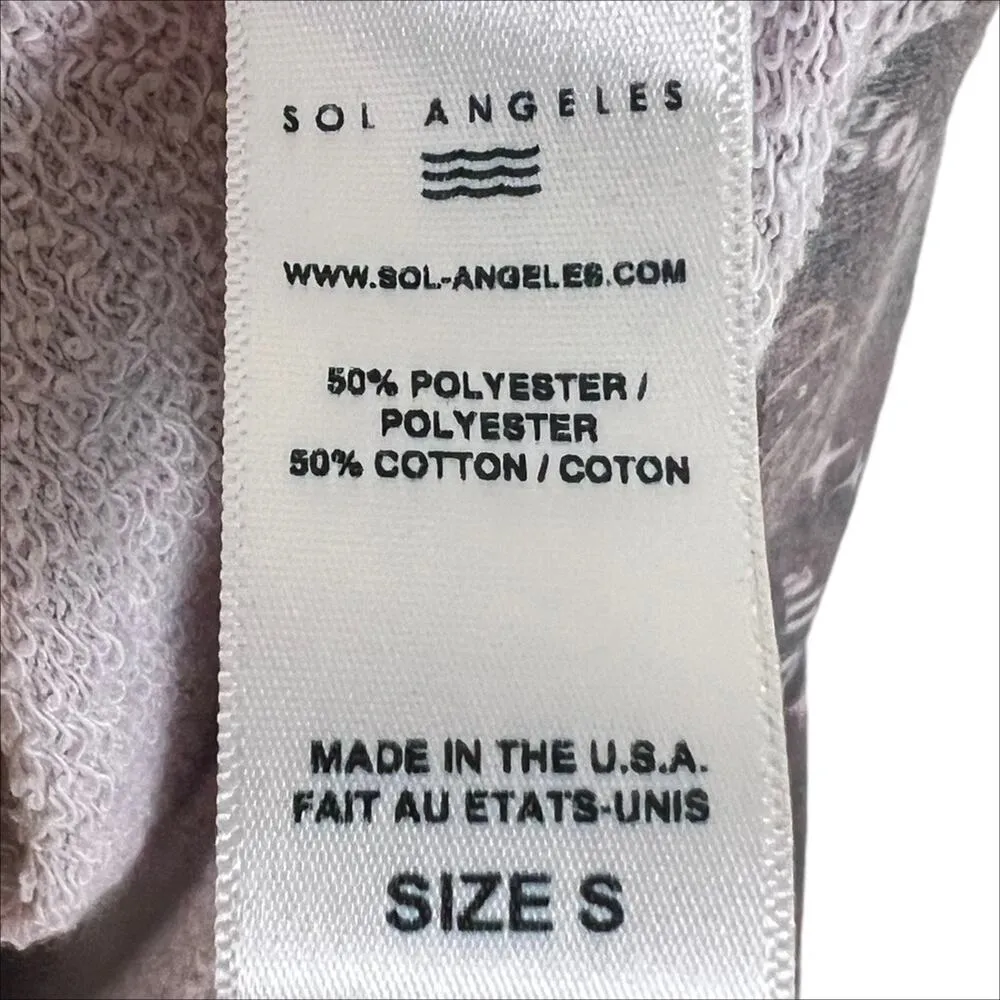 SOL ANGELES
WWW.SOL-ANGELES.COM
50% POLYESTER /
POLYESTER
50% COTTON / COTON
MADE IN THE U.S.A.
FAIT AU ETATS-UNIS
SIZE S